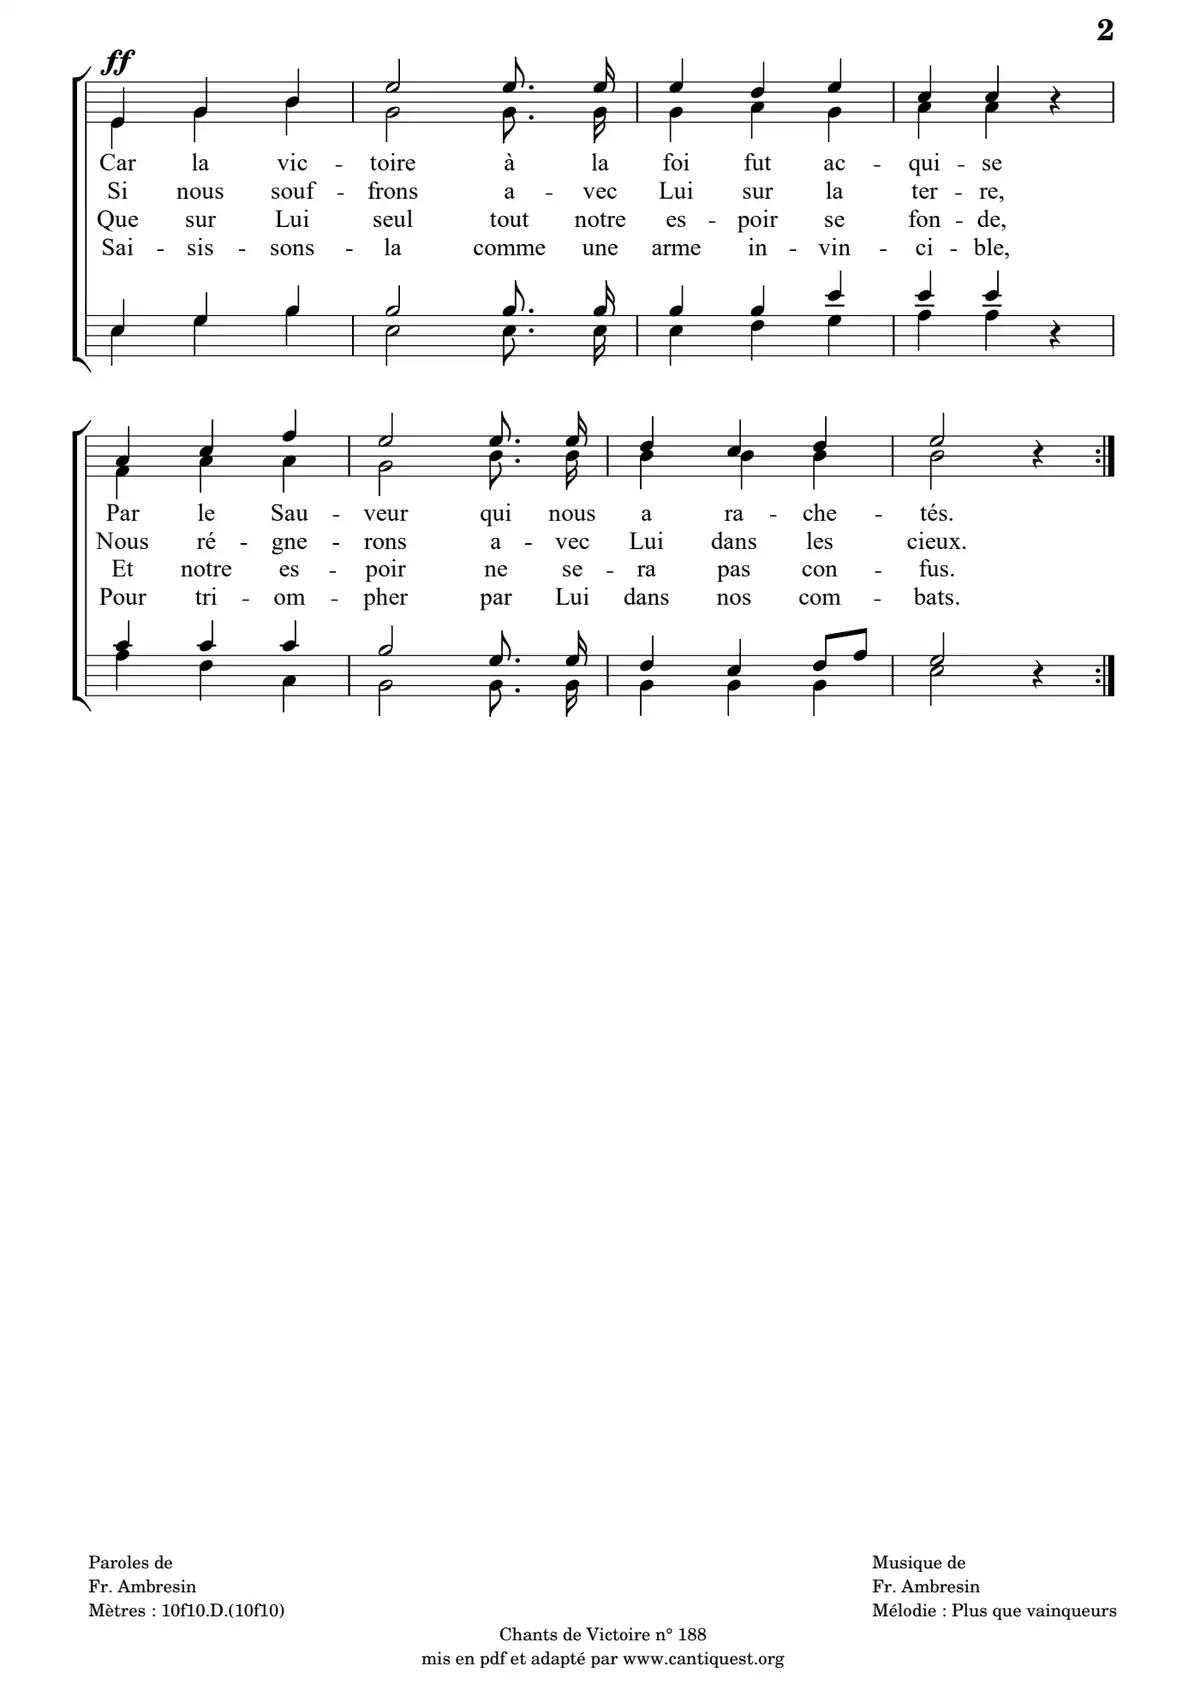 2
ff
Car la vic - toire à la foi fut ac - qui - se
Si nous souf - frons a - vec Lui sur la ter - re,
Que sur Lui seul tout notre es - poir se fon - de,
Sai - sis - sons - la comme une arme in - vin - ci - ble,
Par le Sau - veur qui nous a ra - che - tés.
Nous ré - gne - rons a - vec Lui dans les cieux.
Et notre es - poir ne se - ra pas con - fus.
Pour tri - om - pher par Lui dans nos com - bats.
Paroles de
Fr. Ambresin
Mètres : 10f10.D.(10f10)
Musique de
Fr. Ambresin
Mélodie : Plus que vainqueurs
Chants de Victoire n° 188
mis en pdf et adapté par www.cantiquest.org